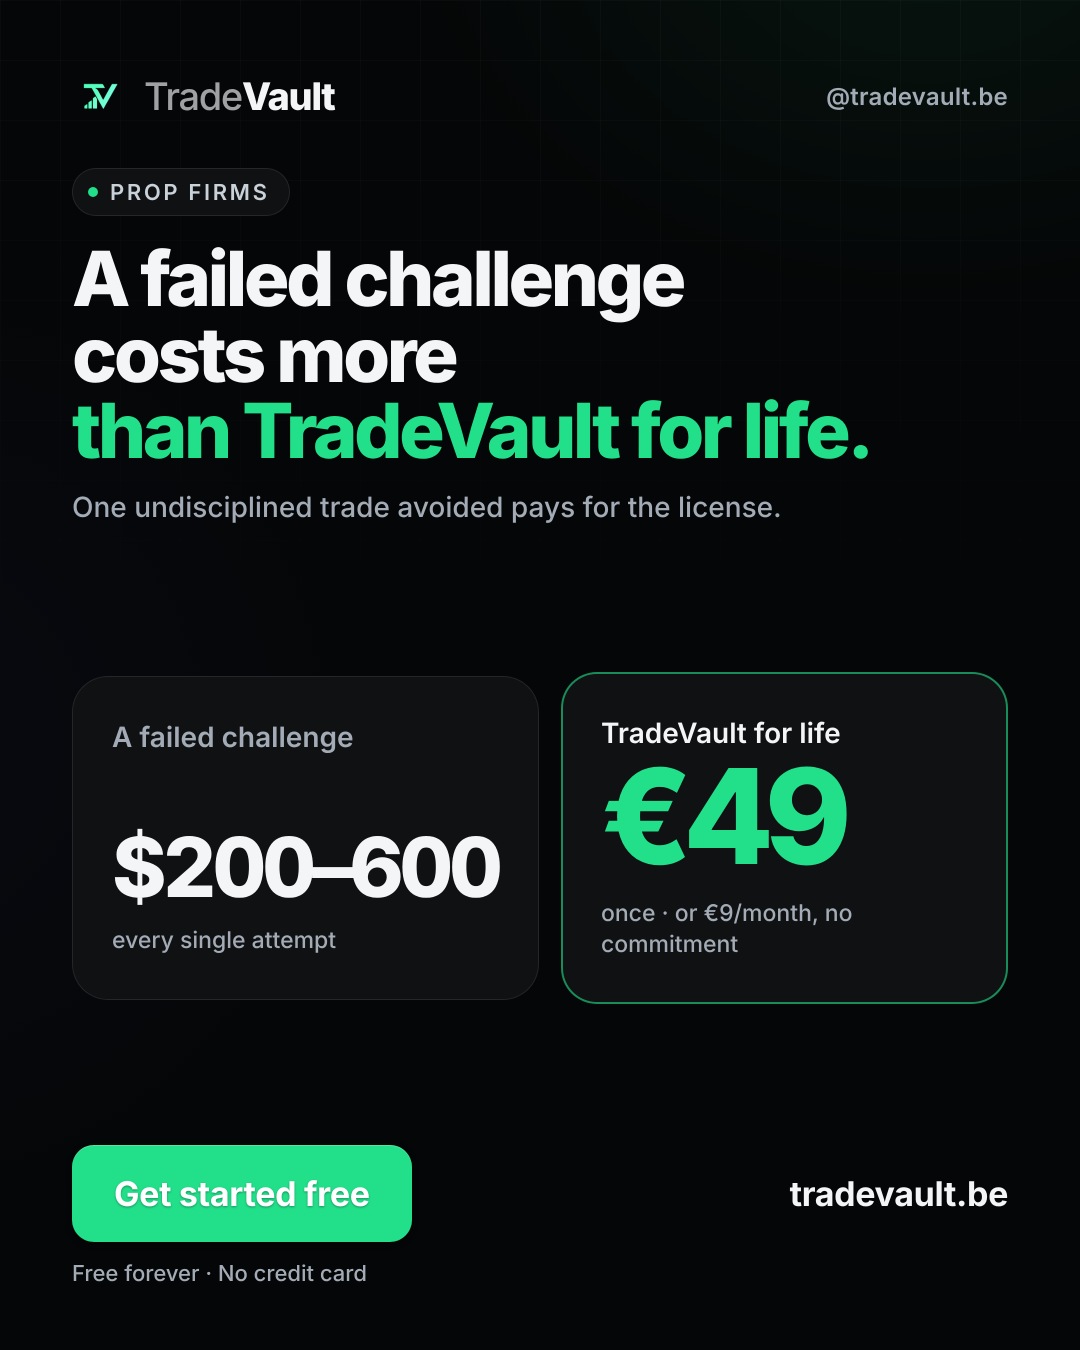 TradeVault
@tradevault.be
PROP FIRMS
A failed challenge
costs more
than TradeVault for life.
One undisciplined trade avoided pays for the license.
A failed challenge
$200–600
every single attempt
TradeVault for life
€49
once · or €9/month, no
commitment
Get started free
tradevault.be
Free forever · No credit card